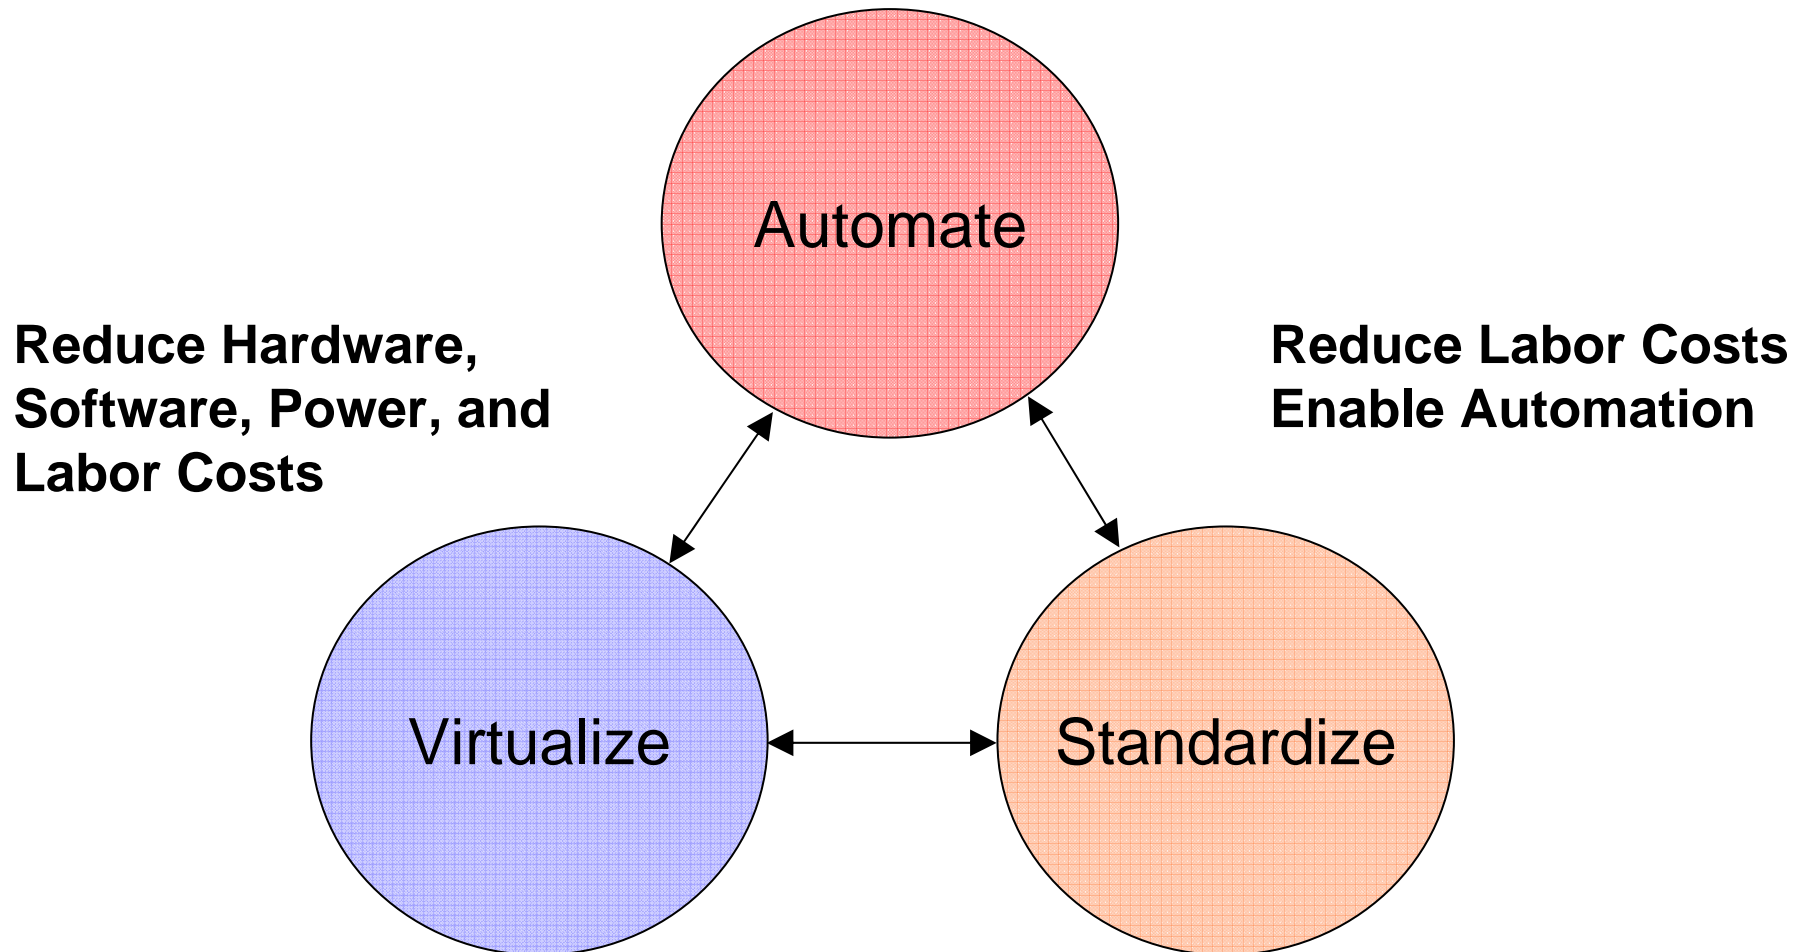 Automate
Reduce Hardware,
Software, Power, and
Labor Costs
Reduce Labor Costs
Enable Automation
Virtualize
Standardize